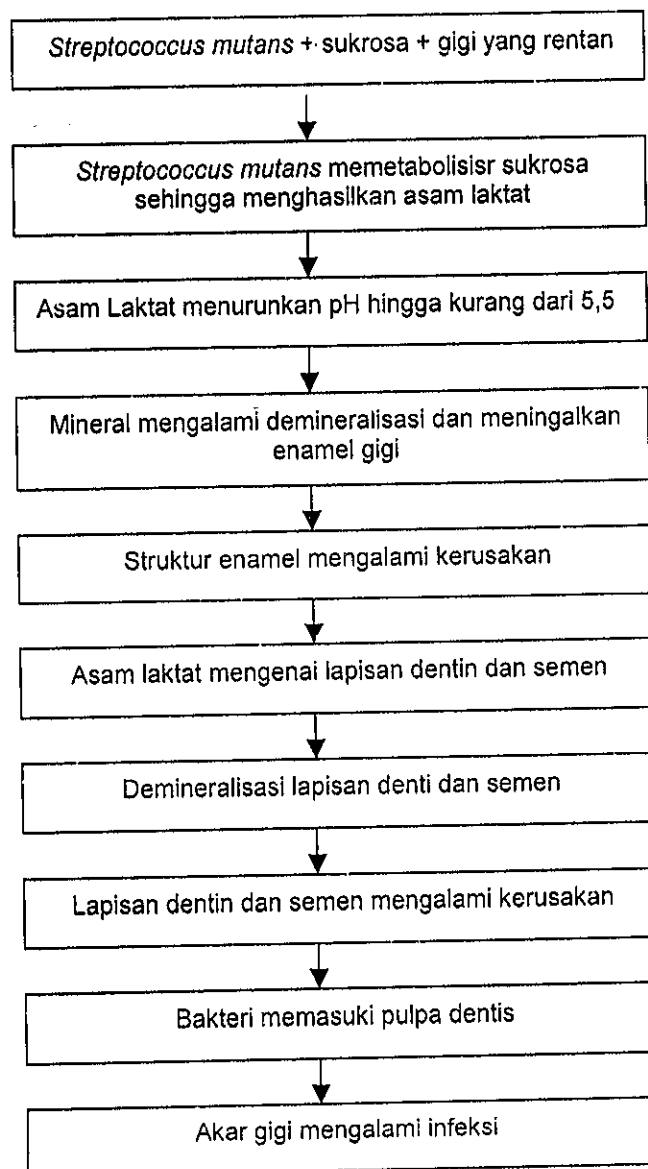 Streptococcus mutans + sukrosa + gigi yang rentan
Streptococcus mutans memetabolisisr sukrosa
sehingga menghasilkan asam laktat
Asam Laktat menurunkan pH hingga kurang dari 5,5
Mineral mengalami demineralisasi dan meningalkan
enamel gigi
Struktur enamel mengalami kerusakan
Asam laktat mengenai lapisan dentin dan semen
Demineralisasi lapisan denti dan semen
Lapisan dentin dan semen mengalami kerusakan
Bakteri memasuki pulpa dentis
Akar gigi mengalami infeksi